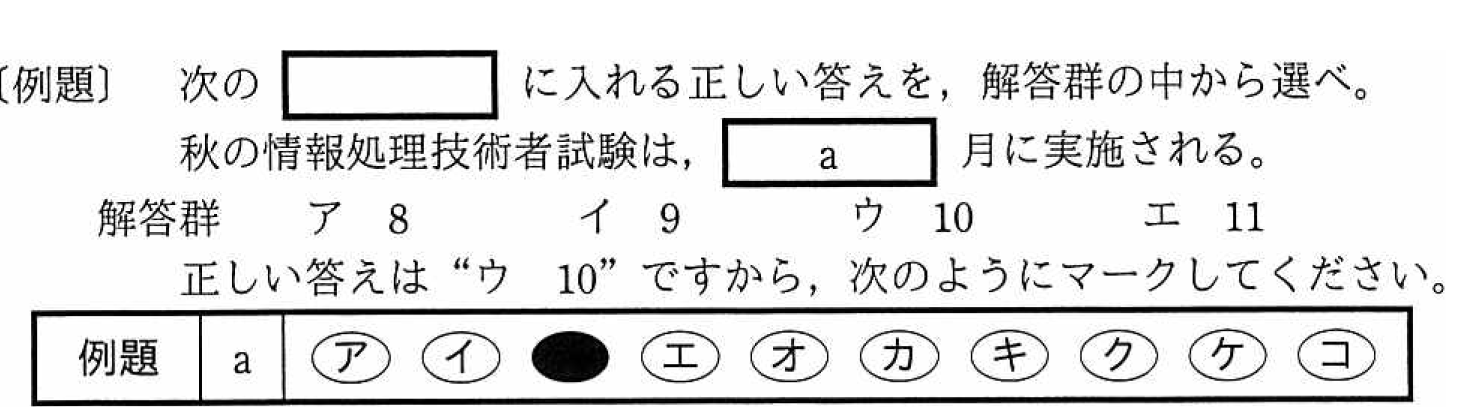 〔例題〕 次の に入れる正しい答えを，解答群の中から選べ。
秋の情報処理技術者試験は， a 月に実施される。
解答群 ア 8 イ 9 ウ 10 エ 11
正しい答えは“ウ 10”ですから，次のようにマークしてください。
例題 a ア イ エ オ カ キ ク ケ コ